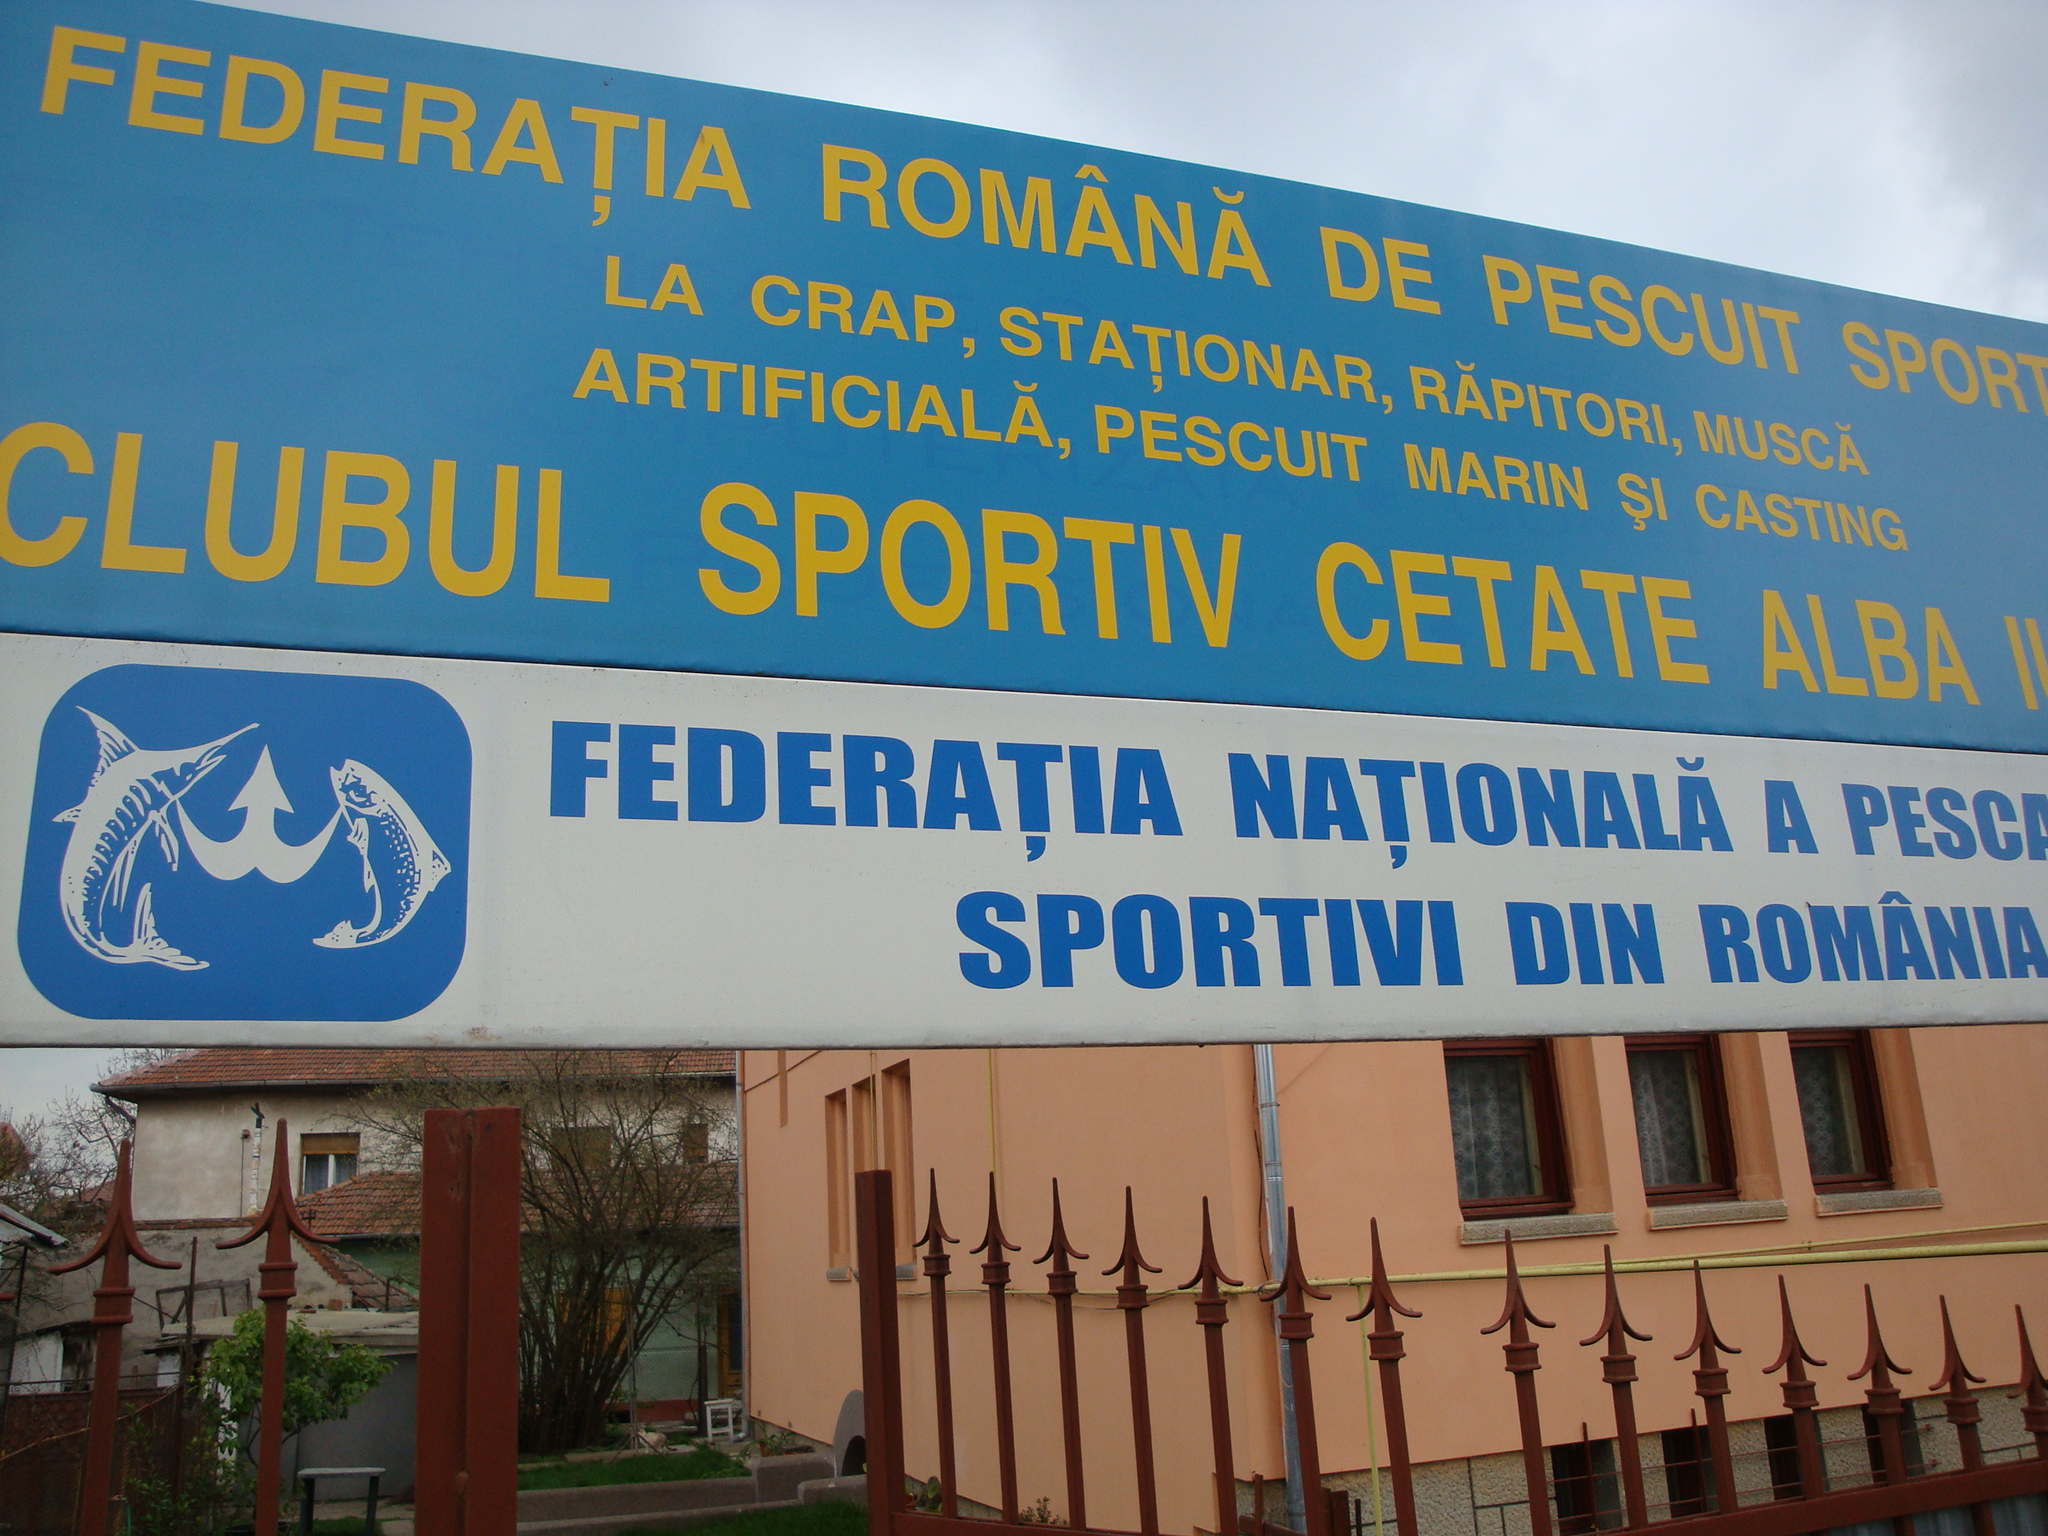 FEDERAȚIA ROMÂNĂ DE PESCUIT SPORT
LA CRAP, STAȚIONAR, RĂPITORI, MUSCĂ
ARTIFICIALĂ, PESCUIT MARIN ŞI CASTING
CLUBUL SPORTIV CETATE ALBA
FEDERAȚIA NAȚIONALĂ A PESCA
SPORTIVI DIN ROMÂNIA